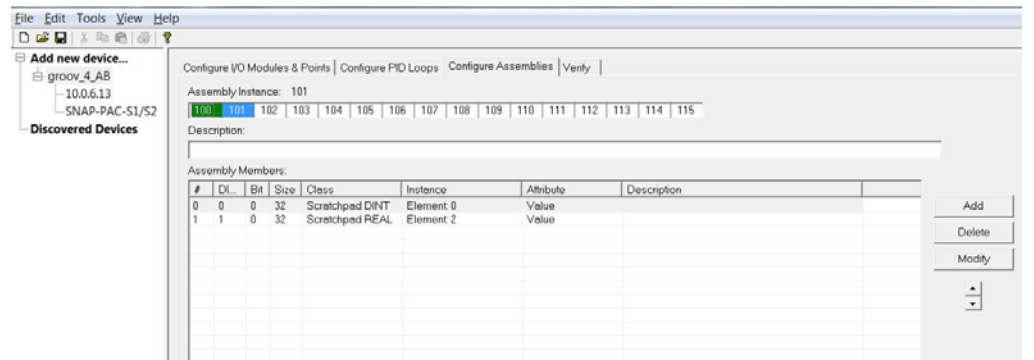 File Edit Tools View Help
Add new device...
groov_4_AB
10.0.6.13
SNAP-PAC-S1/S2
Discovered Devices
Configure I/O Modules & Points Configure PID Loops Configure Assemblies Verify
Assembly Instance: 101
100 101 102 103 104 105 106 107 108 109 110 111 112 113 114 115
Description:
Assembly Members:
# DI... Bit Size Class Instance Attribute Description
0 0 0 32 Scratchpad DINT Element 0 Value
1 1 0 32 Scratchpad REAL Element 2 Value
Add
Delete
Modify